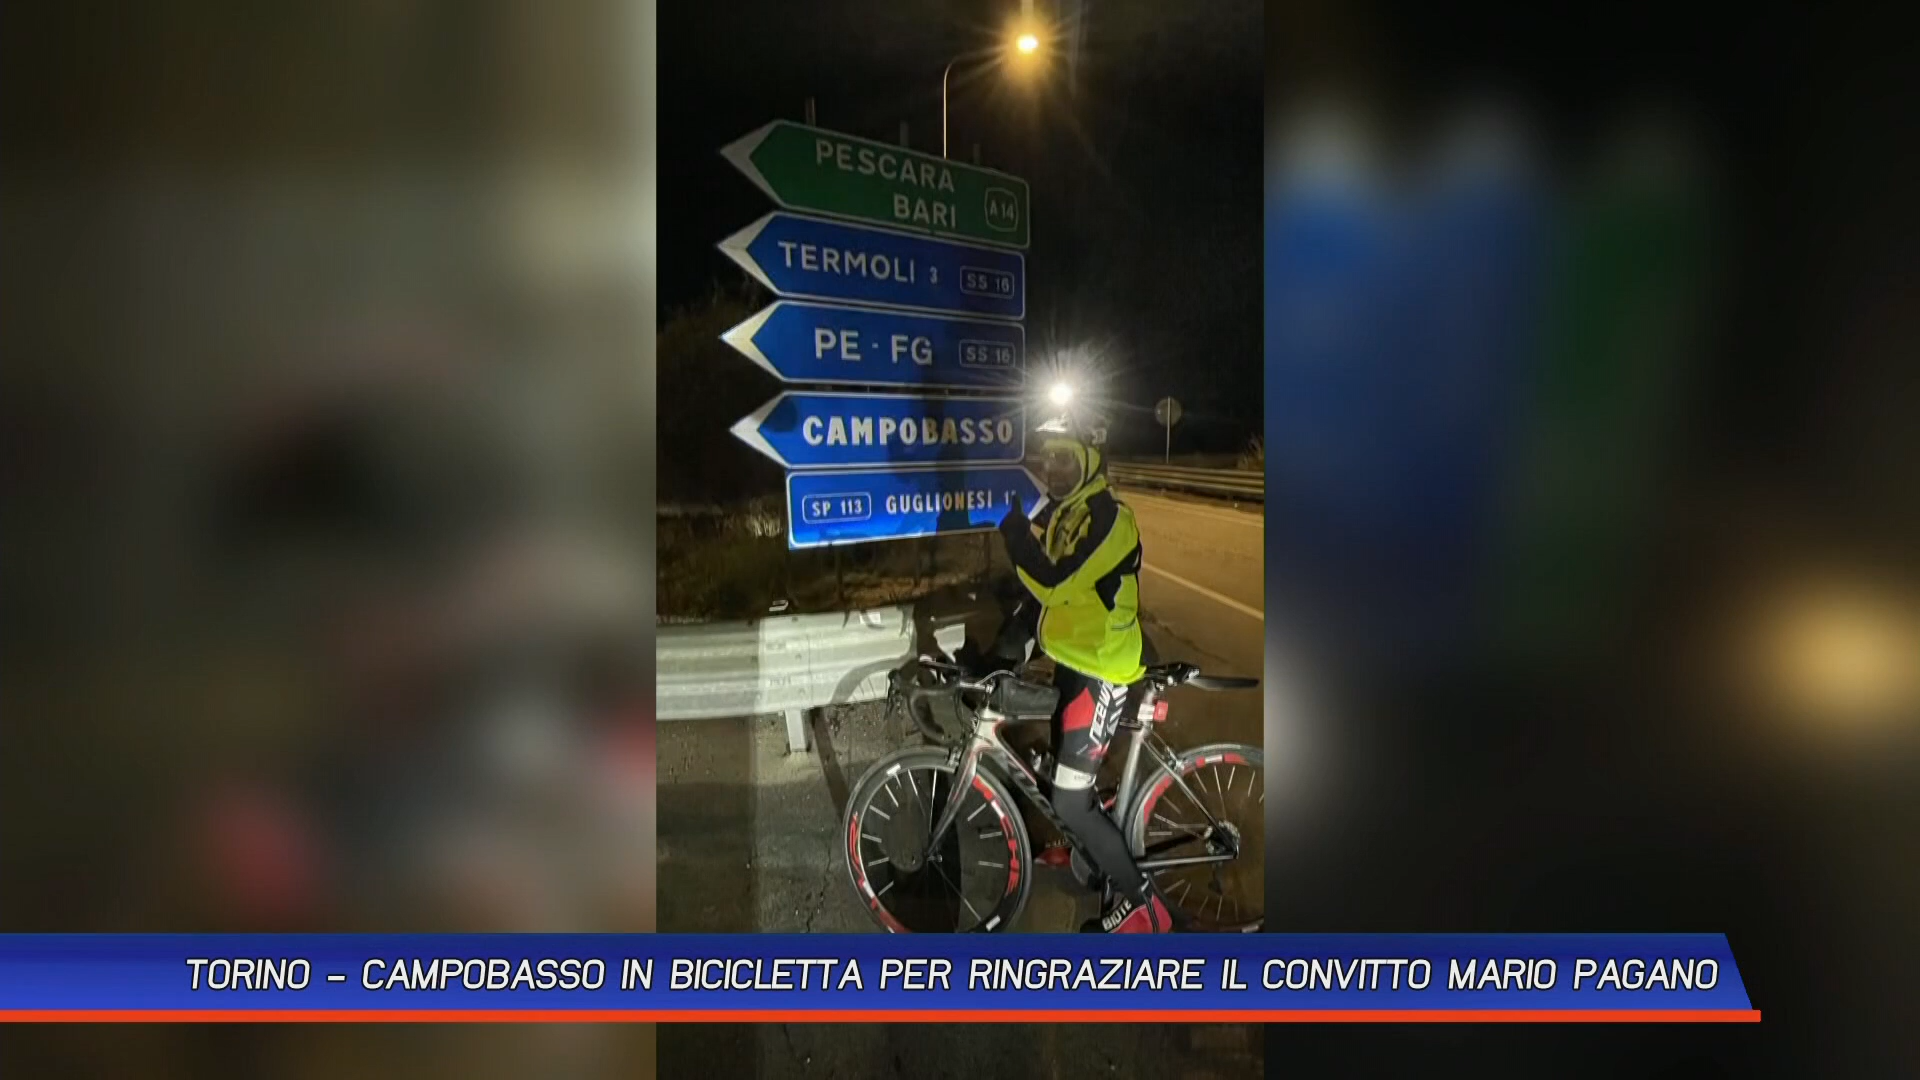 PESCARA
BARI
A14
TERMOLI 3 SS 16
PE - FG SS 16
CAMPOBASSO
SP 113 GUGLIONESI
BIOTEX
TORINO - CAMPOBASSO IN BICICLETTA PER RINGRAZIARE IL CONVITTO MARIO PAGANO